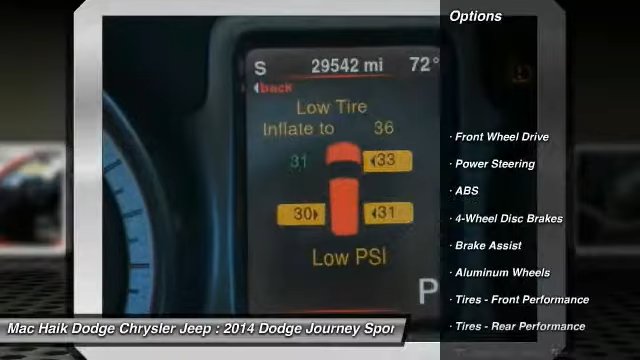 Options
S 29542 mi 72°
back
Low Tire
Inflate to 36
31 33
30 31
Low PSI
P
· Front Wheel Drive
· Power Steering
· ABS
· 4-Wheel Disc Brakes
· Brake Assist
· Aluminum Wheels
· Tires - Front Performance
· Tires - Rear Performance
Mac Haik Dodge Chrysler Jeep : 2014 Dodge Journey Spor